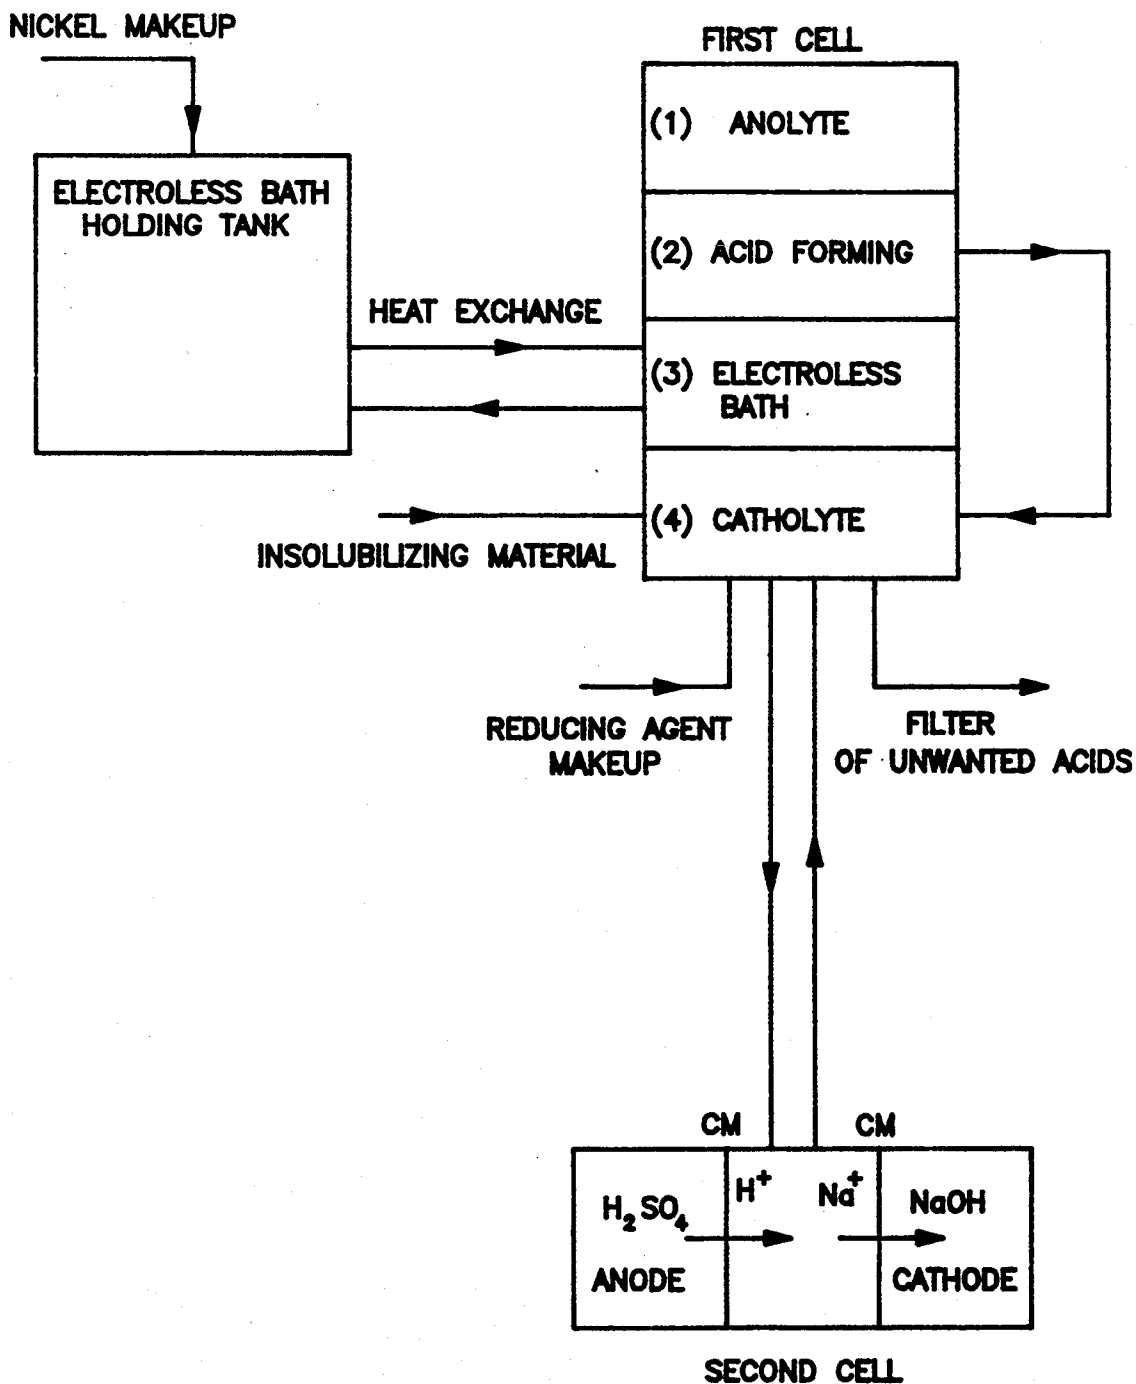 NICKEL MAKEUP
FIRST CELL
(1) ANOLYTE
ELECTROLESS BATH
HOLDING TANK
(2) ACID FORMING
HEAT EXCHANGE
(3) ELECTROLESS
BATH
(4) CATHOLYTE
INSOLUBILIZING MATERIAL
REDUCING AGENT
MAKEUP
FILTER
OF UNWANTED ACIDS
CM
CM
H₂SO₄
H⁺
Na⁺
NaOH
ANODE
CATHODE
SECOND CELL